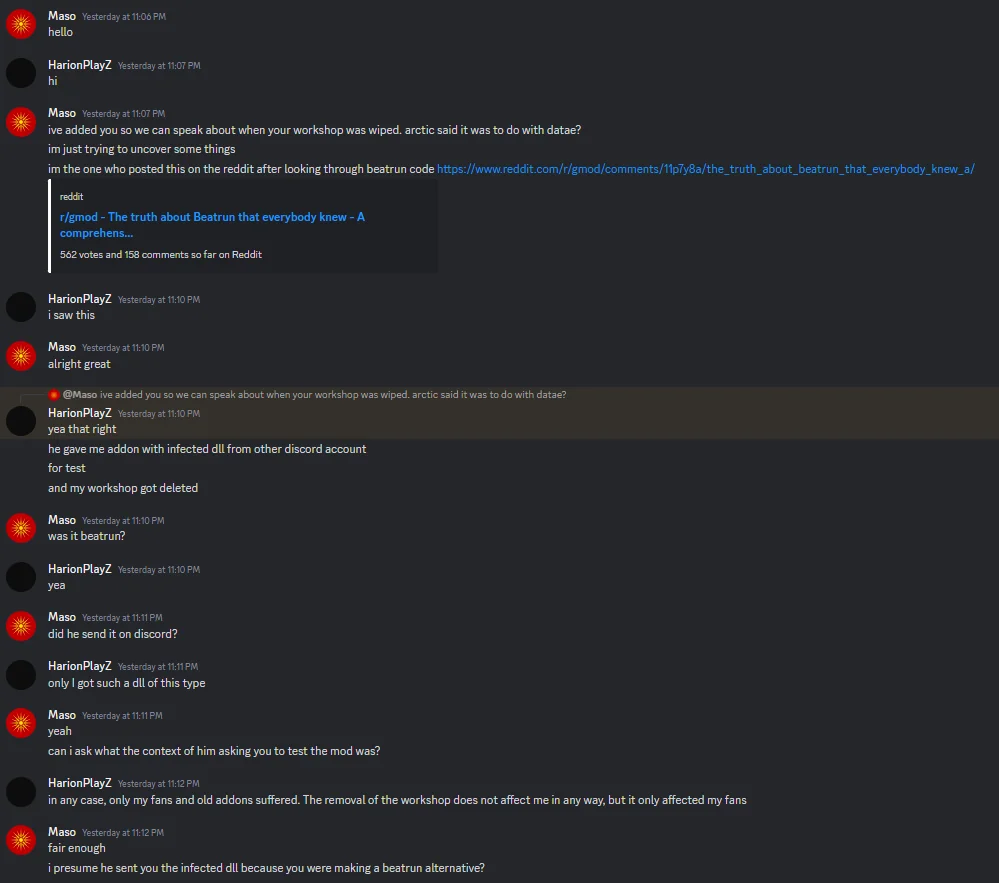 Maso Yesterday at 11:06 PM
hello
HarionPlayZ Yesterday at 11:07 PM
hi
Maso Yesterday at 11:07 PM
ive added you so we can speak about when your workshop was wiped. arctic said it was to do with datae?
im just trying to uncover some things
im the one who posted this on the reddit after looking through beatrun code https://www.reddit.com/r/gmod/comments/11p7y8a/the_truth_about_beatrun_that_everybody_knew_a/
reddit
r/gmod - The truth about Beatrun that everybody knew - A
comprehens...
562 votes and 158 comments so far on Reddit
HarionPlayZ Yesterday at 11:10 PM
i saw this
Maso Yesterday at 11:10 PM
alright great
@Maso ive added you so we can speak about when your workshop was wiped. arctic said it was to do with datae?
HarionPlayZ Yesterday at 11:10 PM
yea that right
he gave me addon with infected dll from other discord account
for test
and my workshop got deleted
Maso Yesterday at 11:10 PM
was it beatrun?
HarionPlayZ Yesterday at 11:10 PM
yea
Maso Yesterday at 11:11 PM
did he send it on discord?
HarionPlayZ Yesterday at 11:11 PM
only I got such a dll of this type
Maso Yesterday at 11:11 PM
yeah
can i ask what the context of him asking you to test the mod was?
HarionPlayZ Yesterday at 11:12 PM
in any case, only my fans and old addons suffered. The removal of the workshop does not affect me in any way, but it only affected my fans
Maso Yesterday at 11:12 PM
fair enough
i presume he sent you the infected dll because you were making a beatrun alternative?